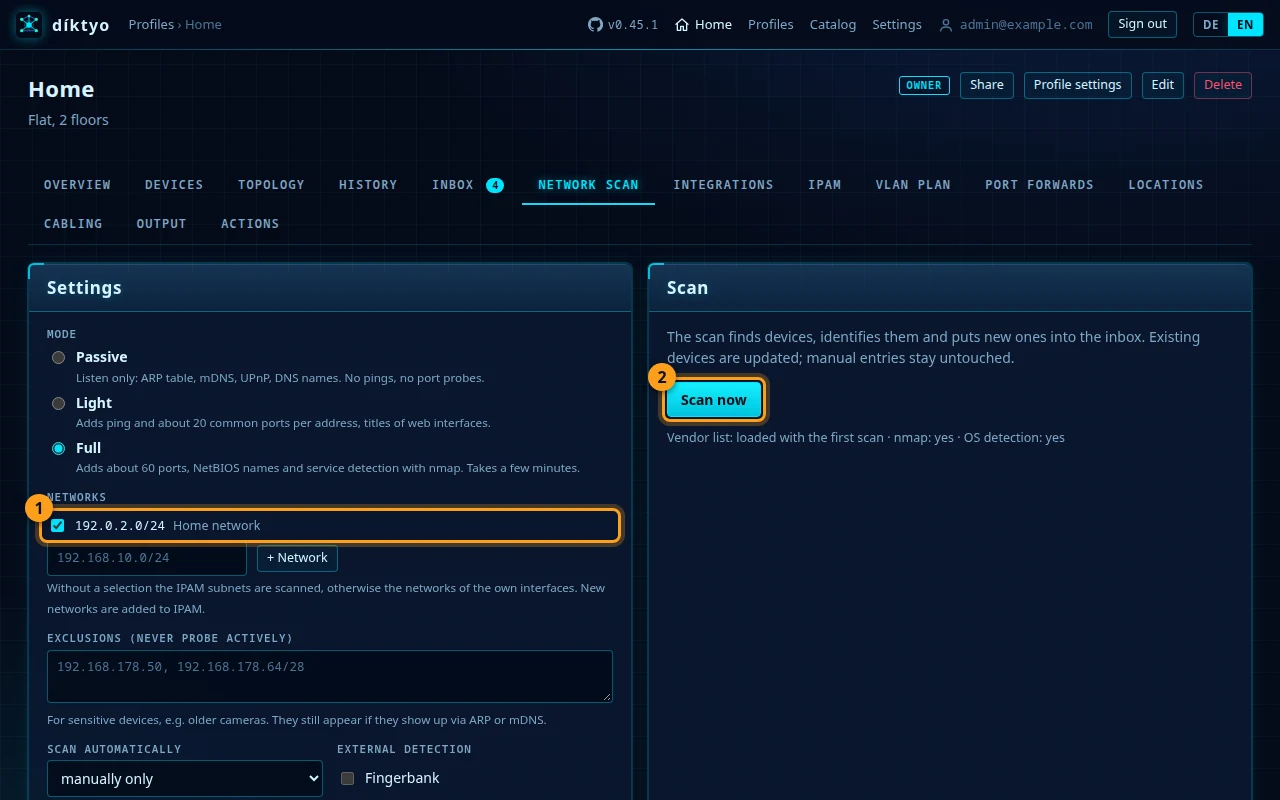 díktyo
Profiles › Home
v0.45.1
Home
Profiles
Catalog
Settings
admin@example.com
Sign out
DE
EN
Home
Flat, 2 floors
OWNER
Share
Profile settings
Edit
Delete
OVERVIEW
DEVICES
TOPOLOGY
HISTORY
INBOX 4
NETWORK SCAN
INTEGRATIONS
IPAM
VLAN PLAN
PORT FORWARDS
LOCATIONS
CABLING
OUTPUT
ACTIONS
Settings
MODE
Passive
Listen only: ARP table, mDNS, UPnP, DNS names. No pings, no port probes.
Light
Adds ping and about 20 common ports per address, titles of web interfaces.
Full
Adds about 60 ports, NetBIOS names and service detection with nmap. Takes a few minutes.
NETWORKS
1
192.0.2.0/24 Home network
192.168.10.0/24
+ Network
Without a selection the IPAM subnets are scanned, otherwise the networks of the own interfaces. New
networks are added to IPAM.
EXCLUSIONS (NEVER PROBE ACTIVELY)
192.168.178.50, 192.168.178.64/28
For sensitive devices, e.g. older cameras. They still appear if they show up via ARP or mDNS.
SCAN AUTOMATICALLY
manually only
EXTERNAL DETECTION
Fingerbank
Scan
The scan finds devices, identifies them and puts new ones into the inbox. Existing
devices are updated; manual entries stay untouched.
2
Scan now
Vendor list: loaded with the first scan · nmap: yes · OS detection: yes